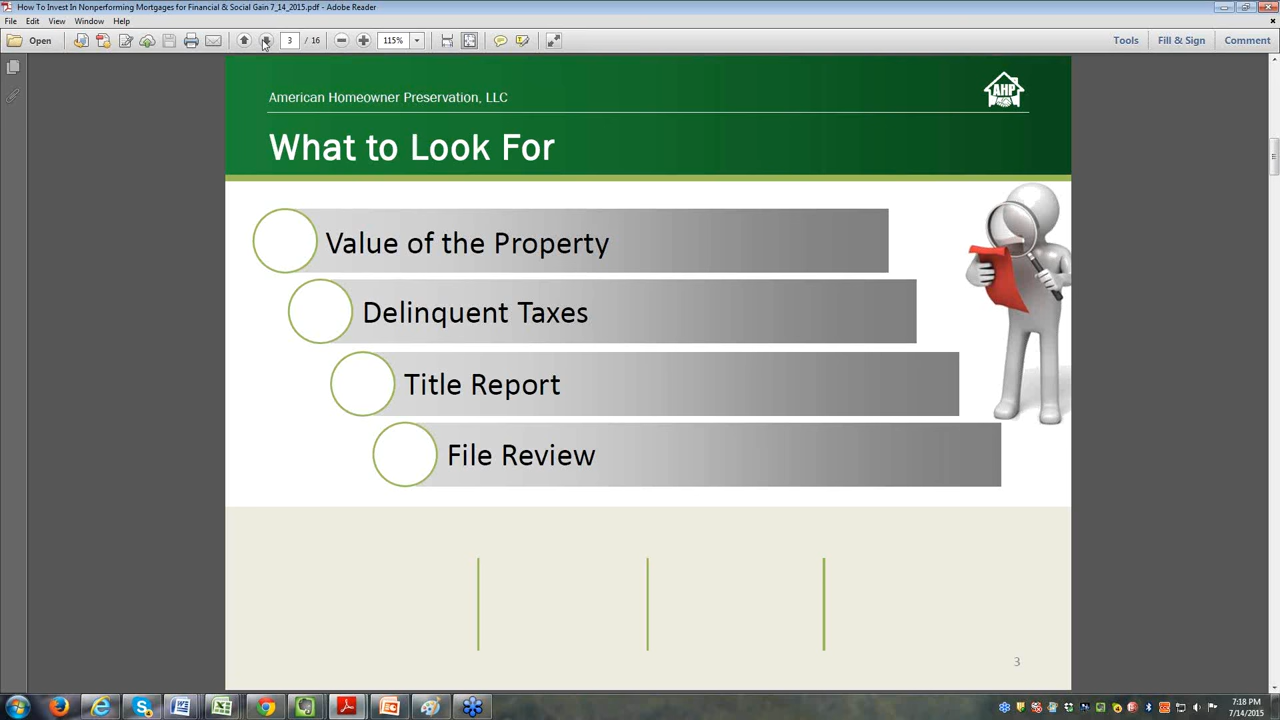 How To Invest In Nonperforming Mortgages for Financial & Social Gain 7_14_2015.pdf - Adobe Reader
File Edit View Window Help
Open 3 / 16 115% Tools Fill & Sign Comment
American Homeowner Preservation, LLC
AHP
What to Look For
Value of the Property
Delinquent Taxes
Title Report
File Review
3
7:18 PM
7/14/2015